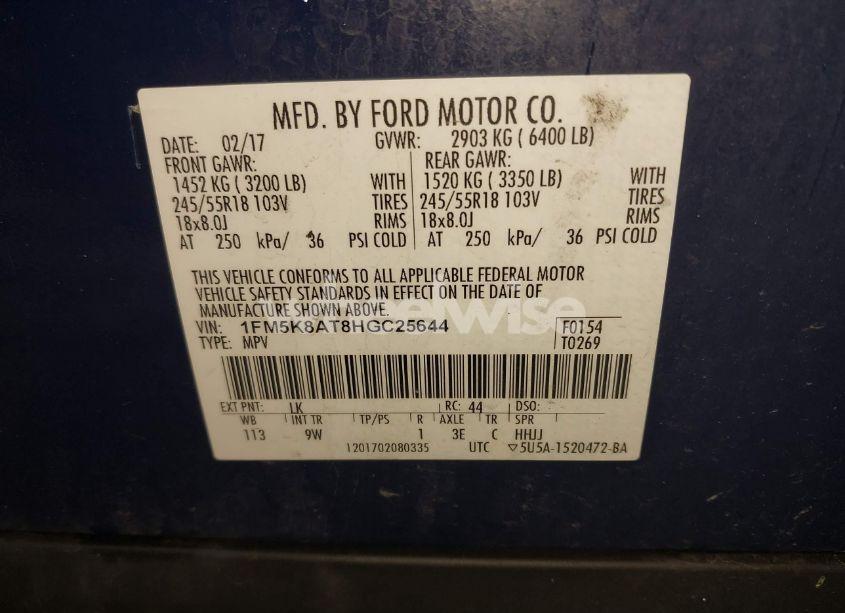 MFD. BY FORD MOTOR CO.
DATE: 02/17 GVWR: 2903 KG ( 6400 LB)
FRONT GAWR: REAR GAWR:
1452 KG ( 3200 LB) WITH 1520 KG ( 3350 LB) WITH
245/55R18 103V TIRES 245/55R18 103V TIRES
18x8.0J RIMS 18x8.0J RIMS
AT 250 kPa/ 36 PSI COLD AT 250 kPa/ 36 PSI COLD
THIS VEHICLE CONFORMS TO ALL APPLICABLE FEDERAL MOTOR
VEHICLE SAFETY STANDARDS IN EFFECT ON THE DATE OF
MANUFACTURE SHOWN ABOVE.
VIN: 1FM5K8AT8HGC25644 F0154
TYPE: MPV T0269
EXT PNT: LK RC: 44 DSO:
WB INT TR TP/PS R AXLE TR SPR
113 9W 1 3E C HHJJ
1201702080335 UTC ▽5U5A-1520472-BA